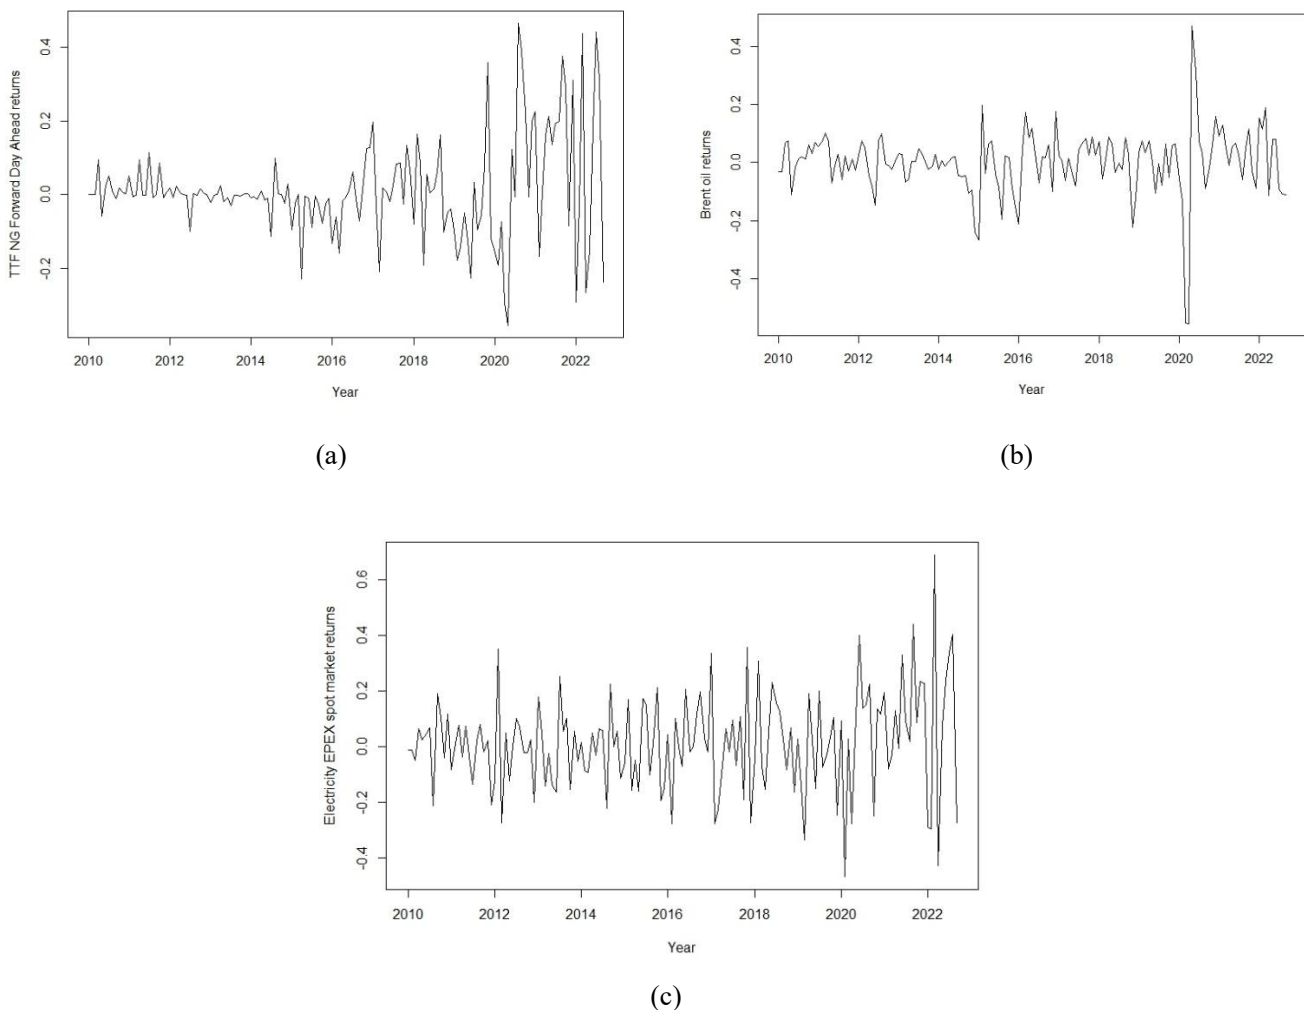 TTF NG Forward Day Ahead returns
0.4
0.2
0.0
-0.2
2010 2012 2014 2016 2018 2020 2022
Year
(a)
Brent oil returns
0.4
0.2
0.0
-0.2
-0.4
2010 2012 2014 2016 2018 2020 2022
Year
(b)
Electricity EPEX spot market returns
0.6
0.4
0.2
0.0
-0.2
-0.4
2010 2012 2014 2016 2018 2020 2022
Year
(c)